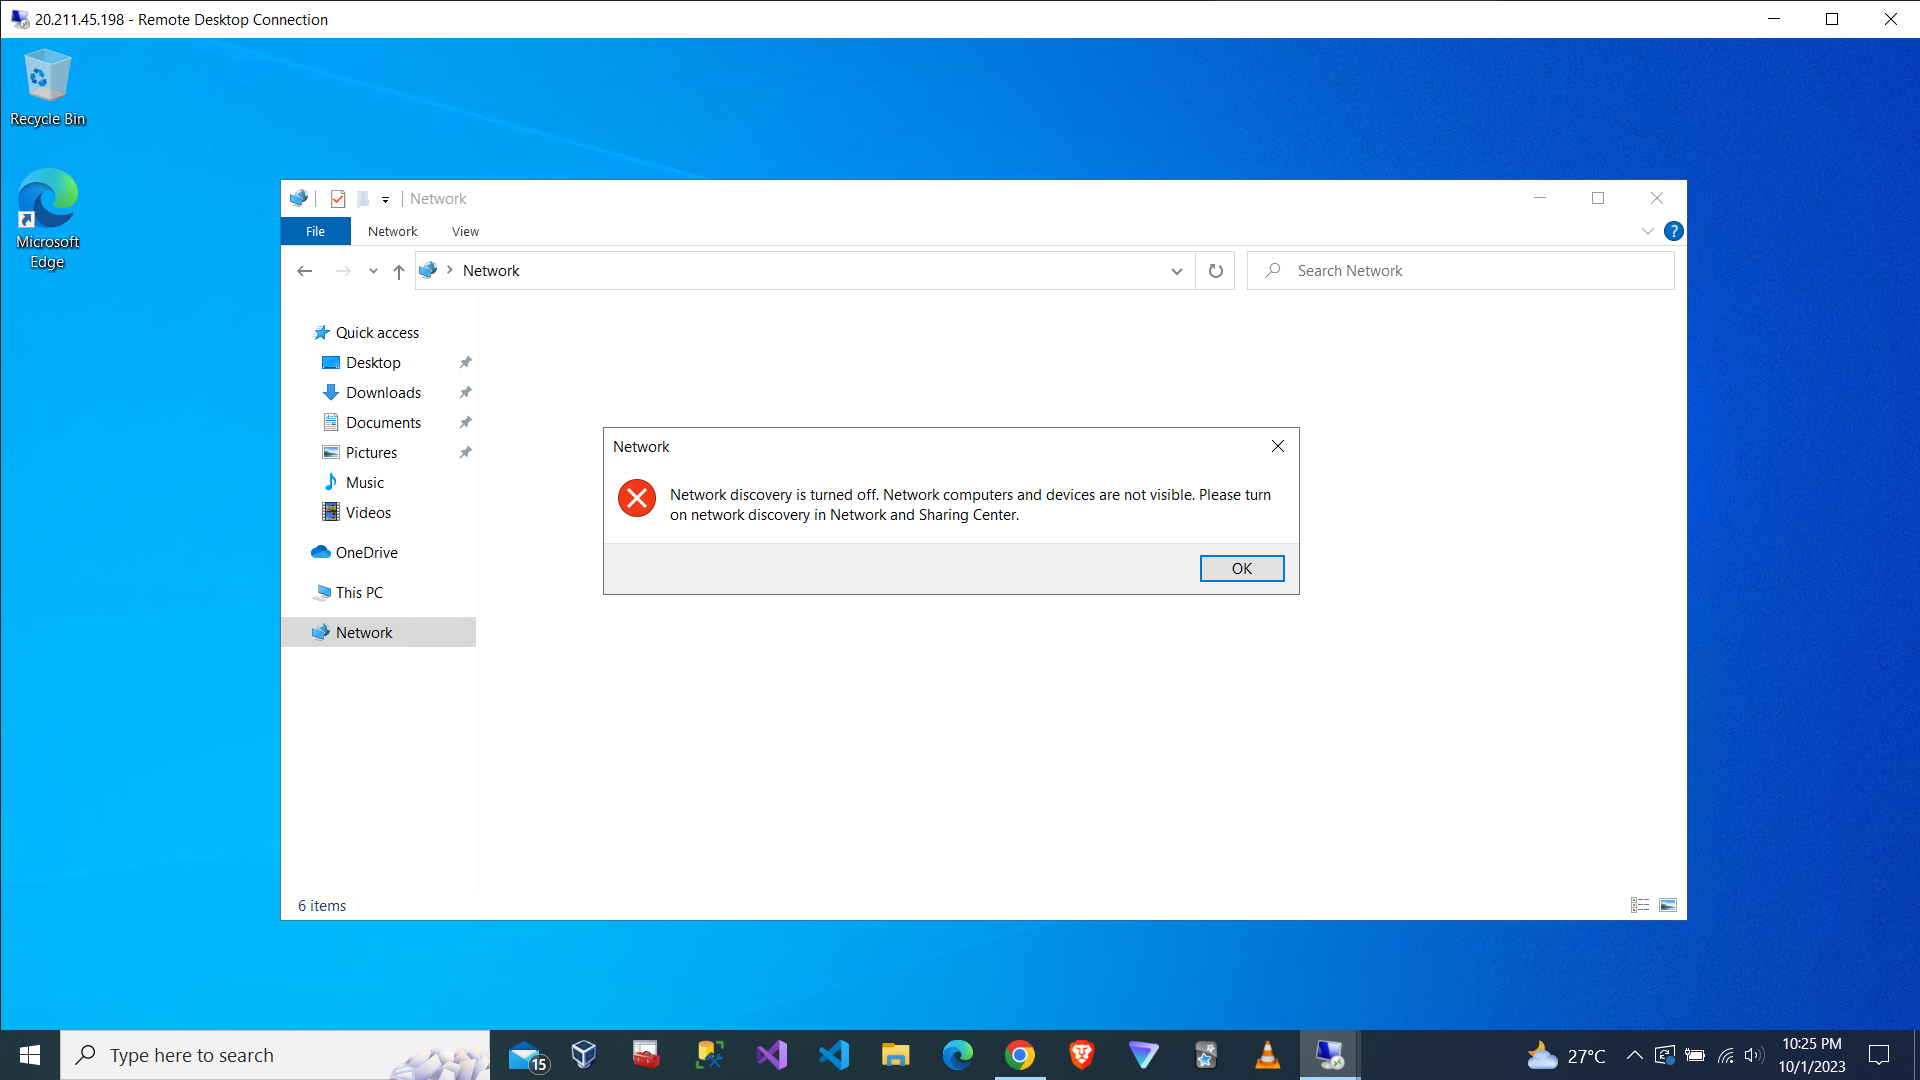 20.211.45.198 - Remote Desktop Connection
Recycle Bin
Microsoft
Edge
Network
File
Network
View
?
Network
Search Network
Quick access
Desktop
Downloads
Documents
Pictures
Music
Videos
OneDrive
This PC
Network
Network
Network discovery is turned off. Network computers and devices are not visible. Please turn
on network discovery in Network and Sharing Center.
OK
6 items
Type here to search
15
27°C
10:25 PM
10/1/2023